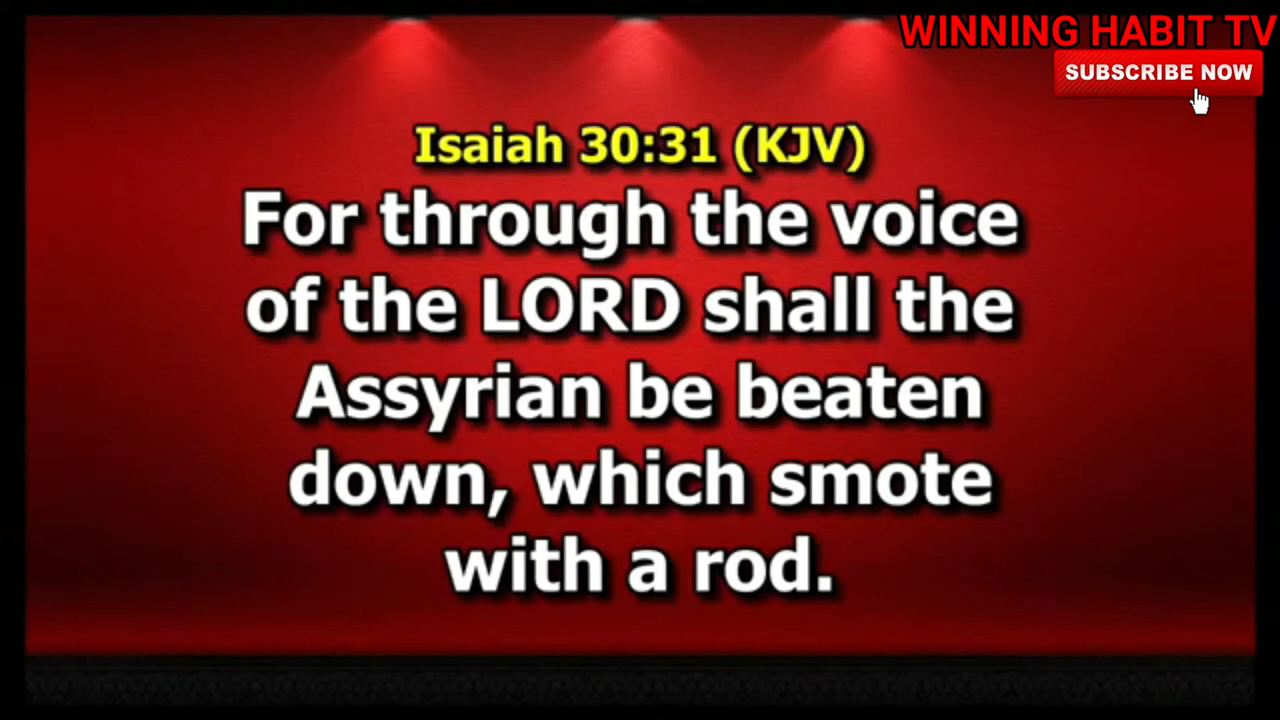 WINNING HABIT TV
SUBSCRIBE NOW
Isaiah 30:31 (KJV)
For through the voice
of the LORD shall the
Assyrian be beaten
down, which smote
with a rod.